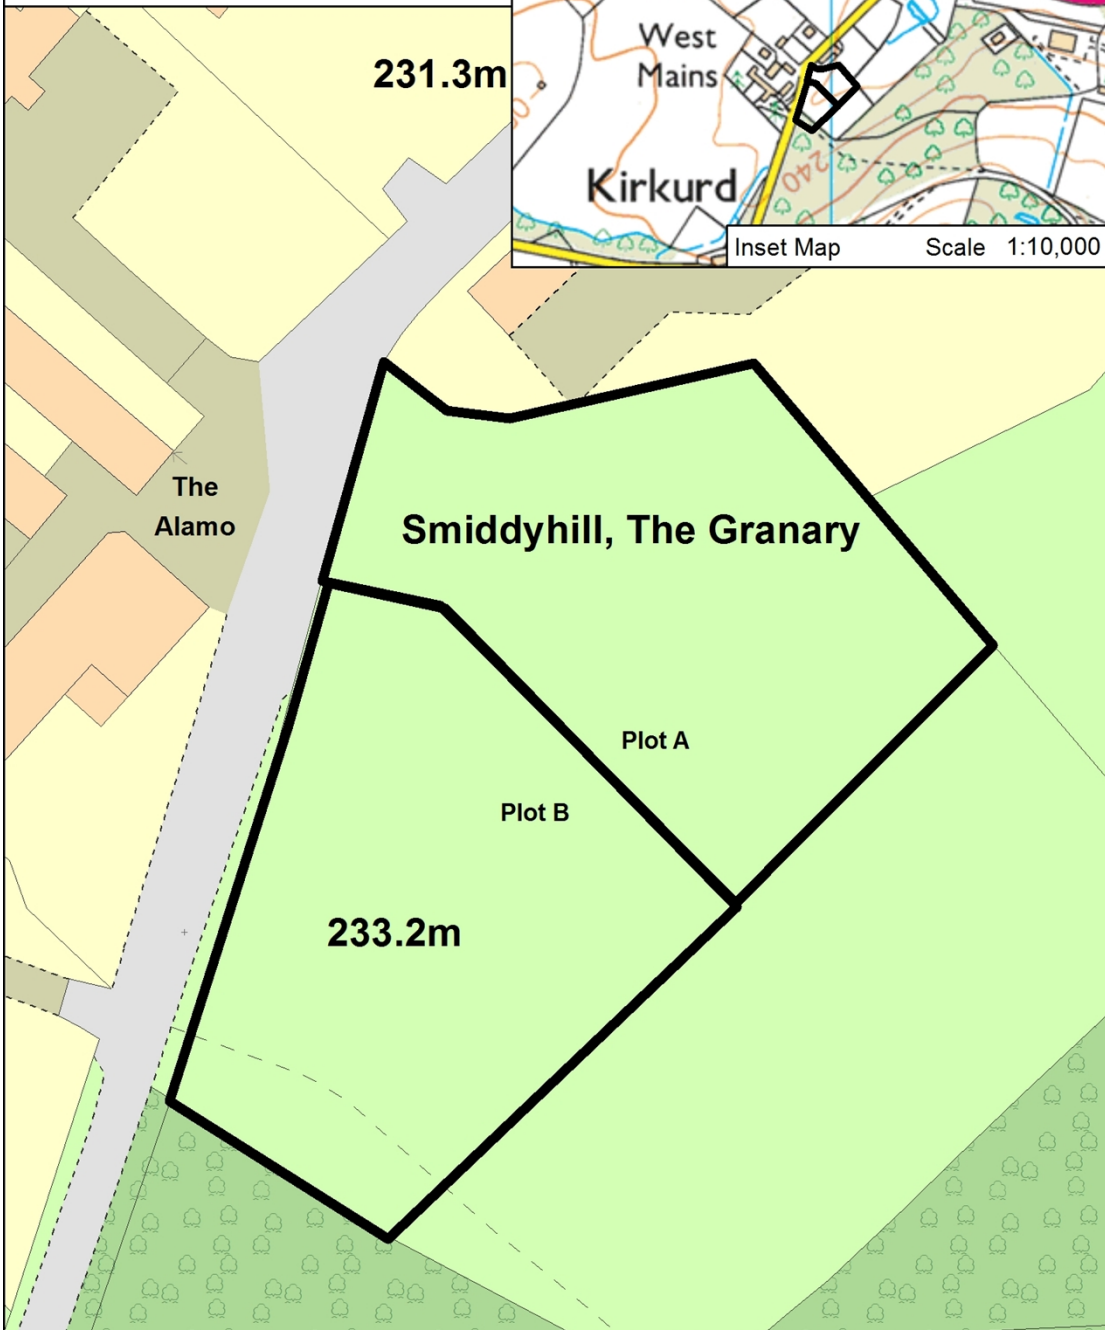 231.3m
West
Mains
Kirkurd
240
Inset Map Scale 1:10,000
The
Alamo
Smiddyhill, The Granary
Plot A
Plot B
233.2m